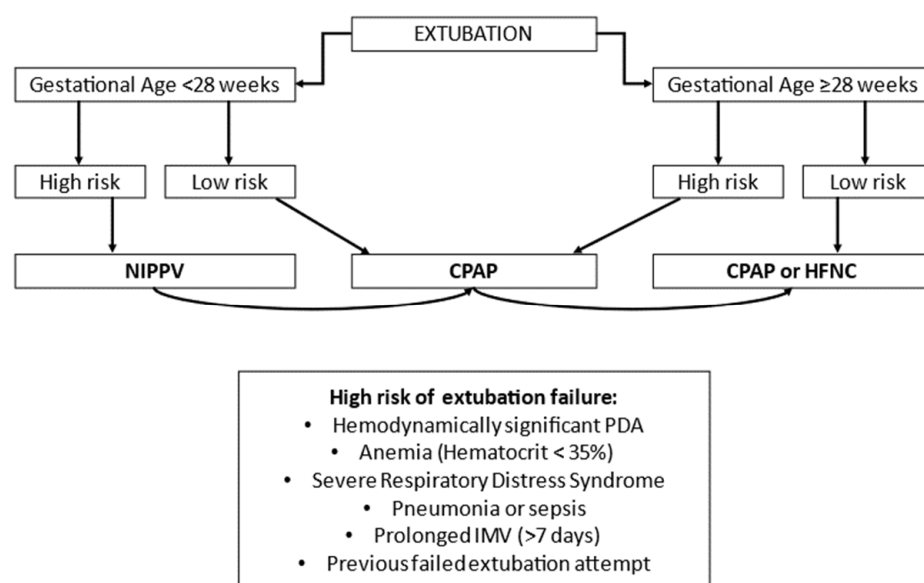 EXTUBATION
Gestational Age <28 weeks
Gestational Age ≥28 weeks
High risk
Low risk
High risk
Low risk
NIPPV
CPAP
CPAP or HFNC
High risk of extubation failure:
• Hemodynamically significant PDA
• Anemia (Hematocrit < 35%)
• Severe Respiratory Distress Syndrome
• Pneumonia or sepsis
• Prolonged IMV (>7 days)
• Previous failed extubation attempt